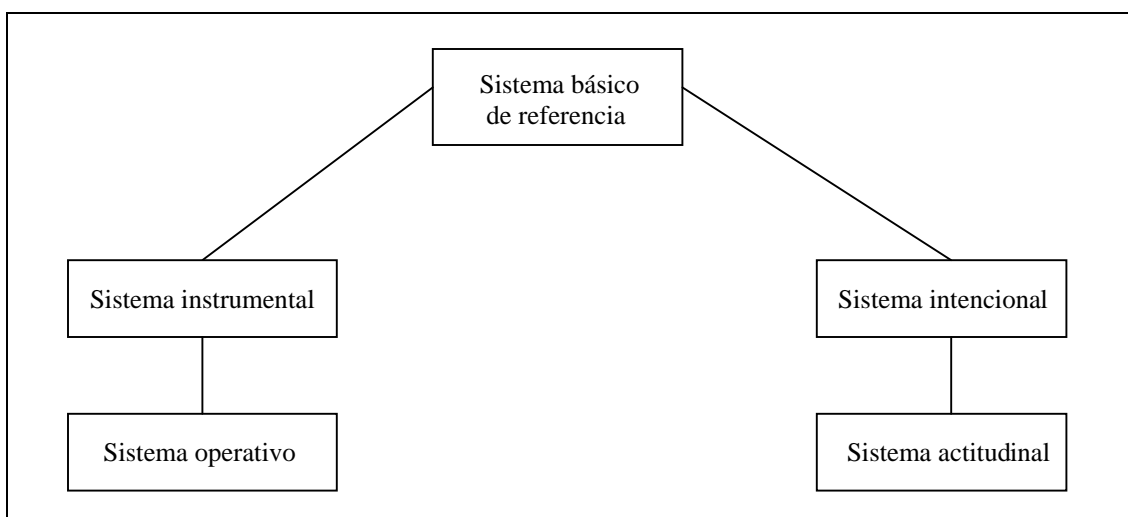 Sistema básico
de referencia
Sistema instrumental
Sistema intencional
Sistema operativo
Sistema actitudinal